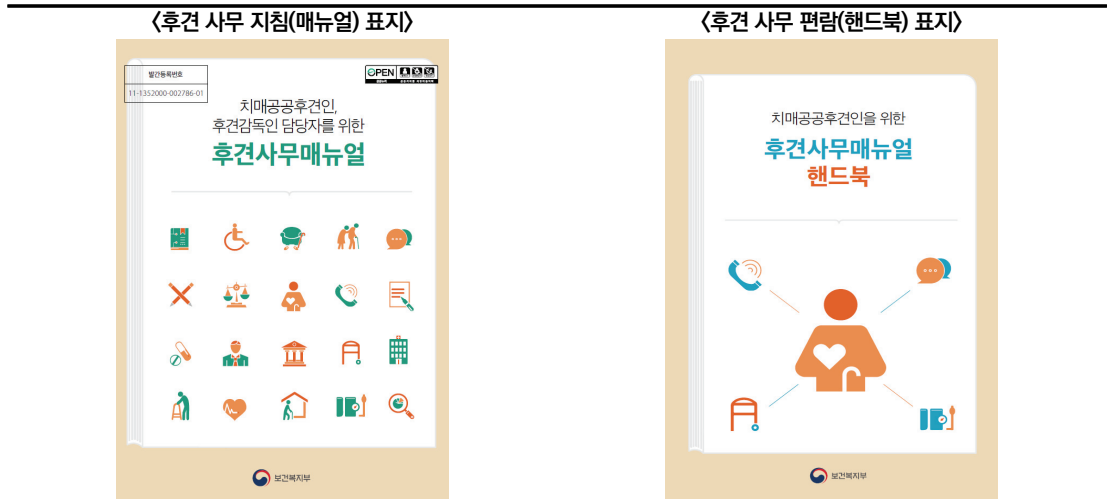 <후견 사무 지침(매뉴얼) 표지>
발간등록번호
11-1352000-002786-01
OPEN
치매공공후견인,
후견감독인 담당자를 위한
후견사무매뉴얼
보건복지부
<후견 사무 편람(핸드북) 표지>
치매공공후견인을 위한
후견사무매뉴얼
핸드북
보건복지부